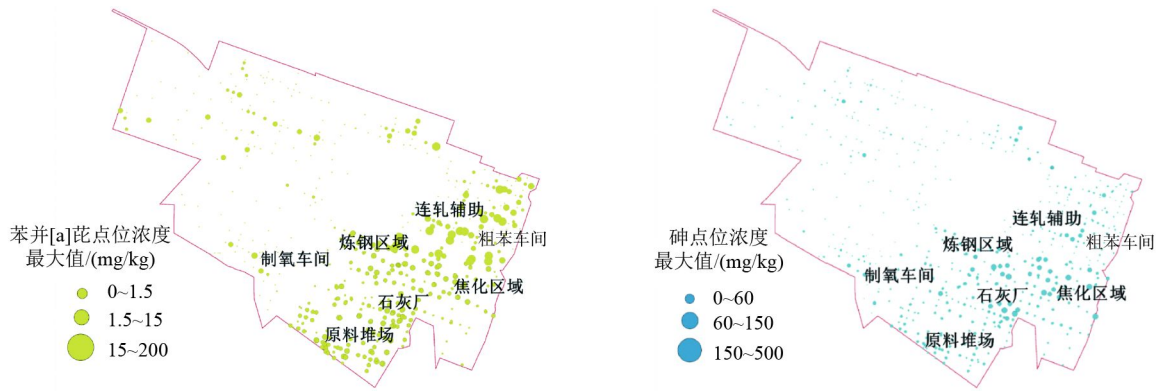 连轧辅助
苯并[a]芘点位浓度
最大值/(mg/kg)
炼钢区域
粗苯车间
制氧车间
0~1.5
焦化区域
石灰厂
1.5~15
原料堆场
15~200
连轧辅助
砷点位浓度
最大值/(mg/kg)
炼钢区域
粗苯车间
制氧车间
0~60
焦化区域
石灰厂
60~150
原料堆场
150~500